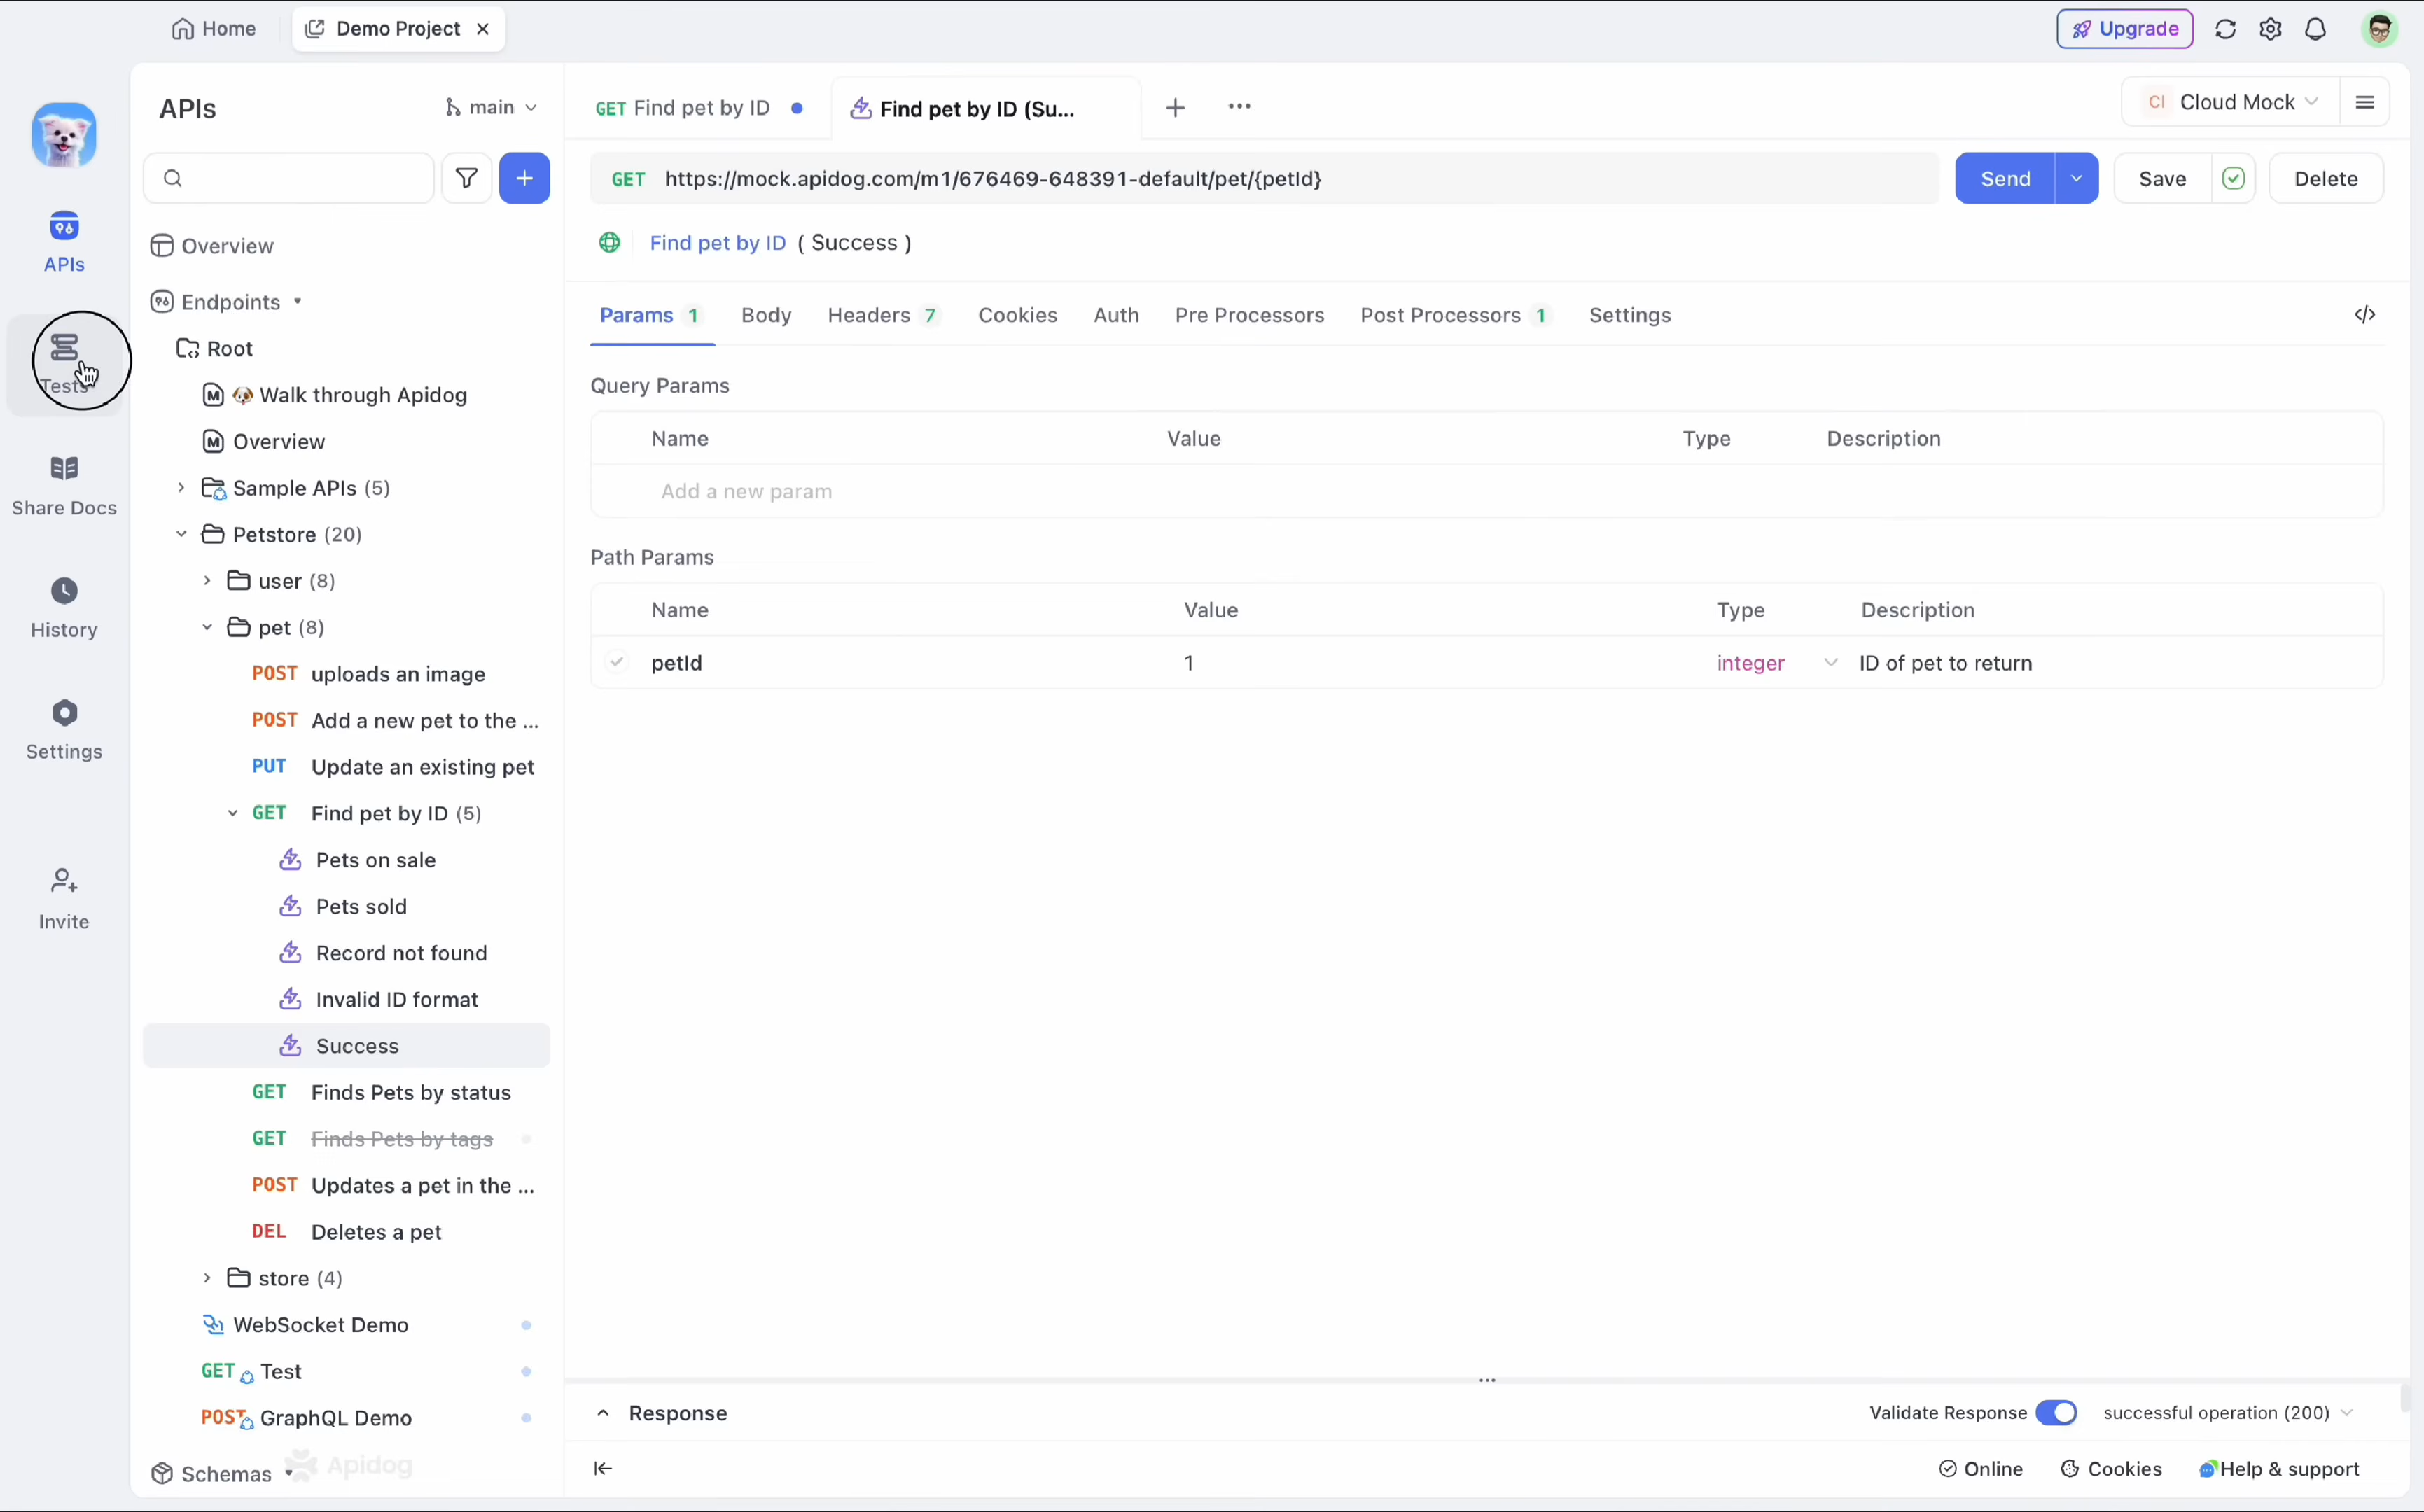 Home
Demo Project
Upgrade
APIs
main
GET Find pet by ID
Find pet by ID (Su...
CI Cloud Mock
GET https://mock.apidog.com/m1/676469-648391-default/pet/{petId}
Send
Save
Delete
Find pet by ID ( Success )
APIs
Tests
Share Docs
History
Settings
Invite
Overview
Endpoints
Root
Walk through Apidog
Overview
Sample APIs (5)
Petstore (20)
user (8)
pet (8)
POST uploads an image
POST Add a new pet to the ...
PUT Update an existing pet
GET Find pet by ID (5)
Pets on sale
Pets sold
Record not found
Invalid ID format
Success
GET Finds Pets by status
GET Finds Pets by tags
POST Updates a pet in the ...
DEL Deletes a pet
store (4)
WebSocket Demo
GET Test
POST GraphQL Demo
Schemas
Apidog
Params 1 Body Headers 7 Cookies Auth Pre Processors Post Processors 1 Settings
Query Params
Name Value Type Description
Add a new param
Path Params
Name Value Type Description
petId 1 integer ID of pet to return
Response
Validate Response successful operation (200)
Online Cookies Help & support